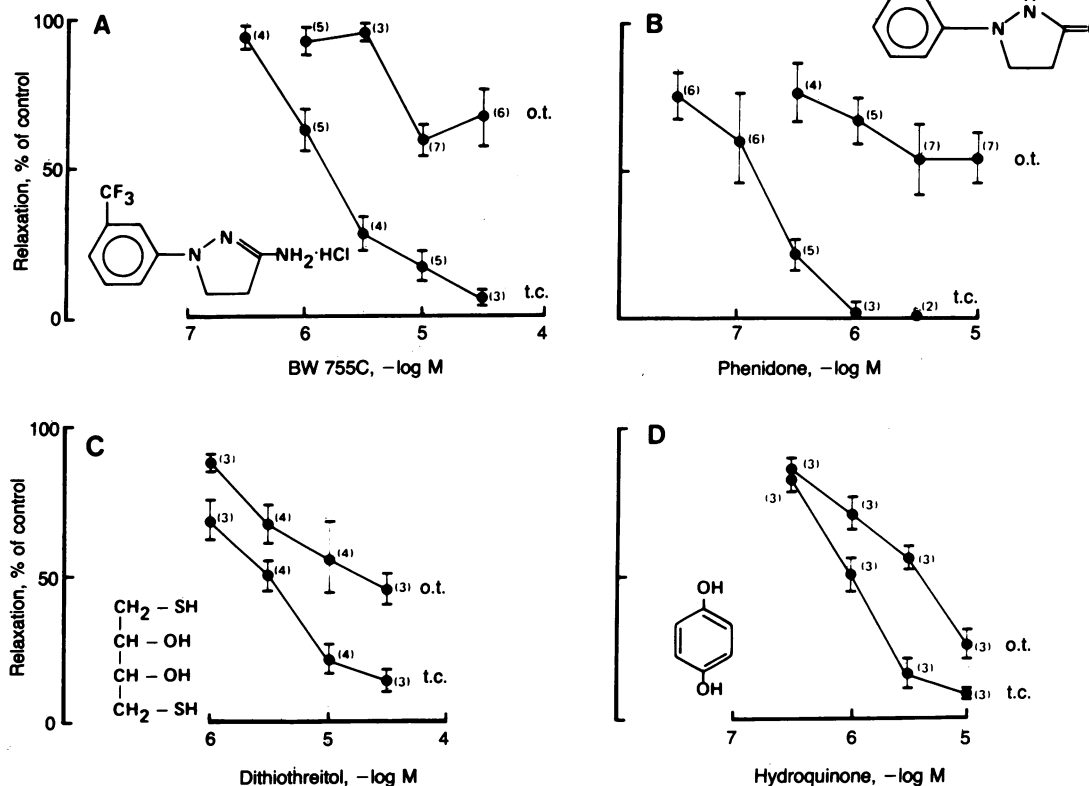 A
100
50
0
Relaxation, % of control
(4)
(5)
(3)
(5)
(7)
(6)
o.t.
(4)
(5)
(3)
t.c.
CF3
N
N
NH2·HCl
7 6 5 4
BW 755C, −log M
B
N
N
(6)
(4)
(6)
(5)
(7)
(7)
o.t.
(5)
(3)
(2)
t.c.
7 6 5
Phenidone, −log M
C
100
50
0
Relaxation, % of control
(3)
(3)
(4)
(4)
(4)
(3)
o.t.
(4)
(3)
t.c.
CH2 − SH
CH − OH
CH − OH
CH2 − SH
6 5 4
Dithiothreitol, −log M
D
(3)
(3)
(3)
(3)
(3)
(3)
o.t.
(3)
(3)
t.c.
OH
OH
7 6 5
Hydroquinone, −log M